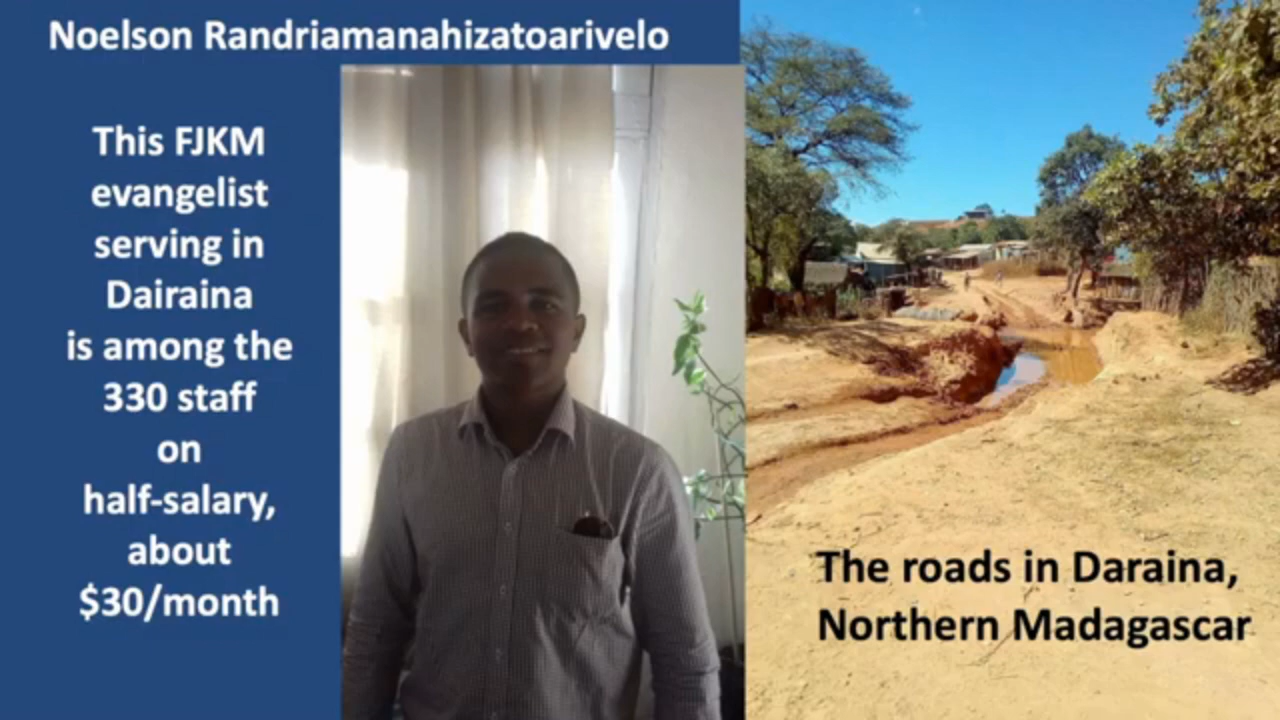 Noelson Randriamanahizatoarivelo
This FJKM
evangelist
serving in
Dairaina
is among the
330 staff
on
half-salary,
about
$30/month
The roads in Daraina,
Northern Madagascar